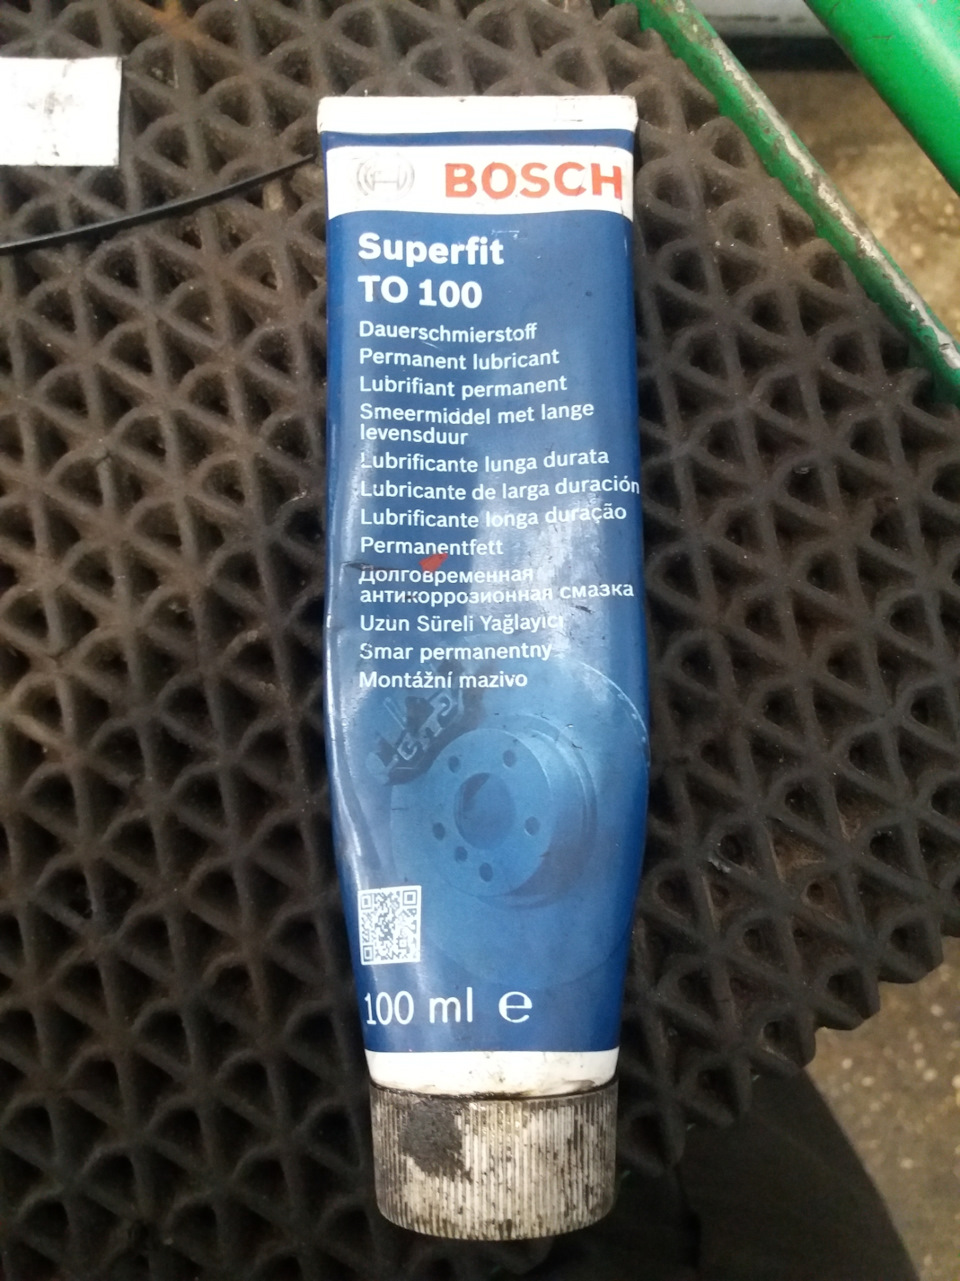 BOSCH
Superfit
TO 100
Dauerschmierstoff
Permanent lubricant
Lubrifiant permanent
Smeermiddel met lange
levensduur
Lubrificante lunga durata
Lubricante de larga duración
Lubrificante longa duração
Permanentfett
Долговременная
антикоррозионная смазка
Uzun Süreli Yağlayıcı
Smar permanentny
Montážní mazivo
100 ml e